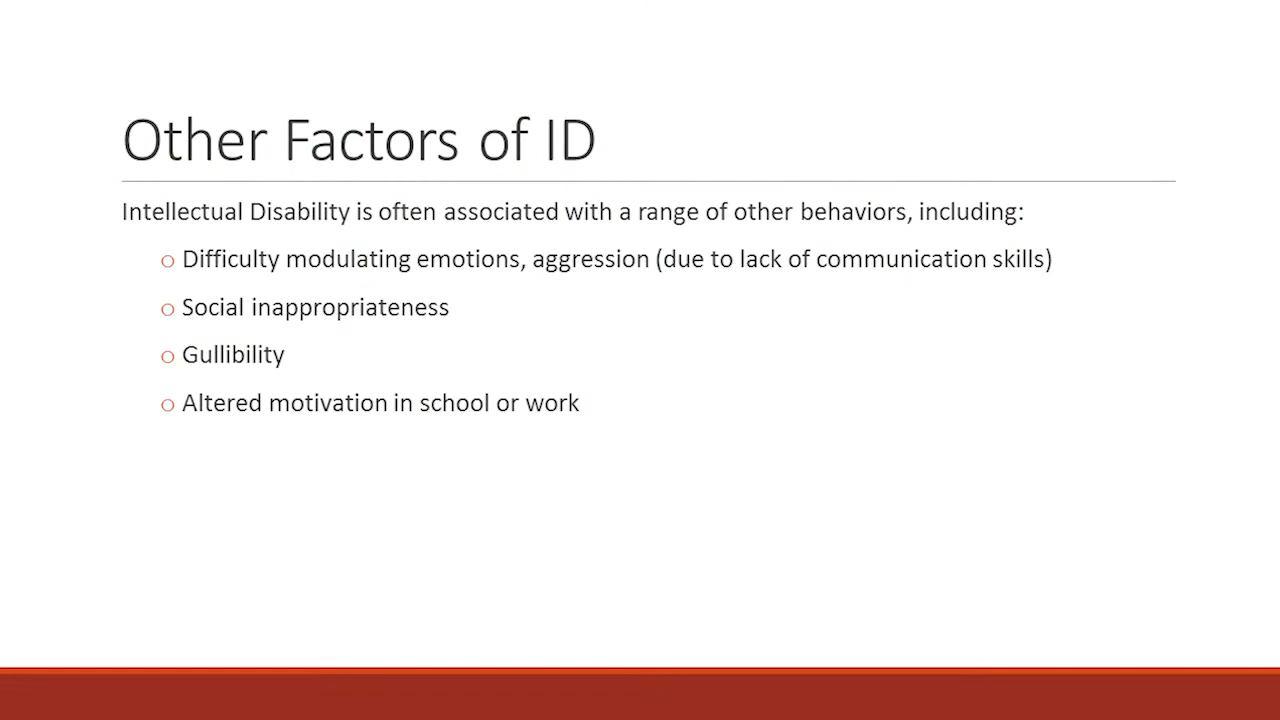 Other Factors of ID
Intellectual Disability is often associated with a range of other behaviors, including:
o Difficulty modulating emotions, aggression (due to lack of communication skills)
o Social inappropriateness
o Gullibility
o Altered motivation in school or work